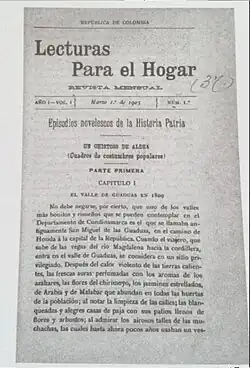 REPÚBLICA DE COLOMBIA
Lecturas
Para el Hogar
REVISTA MENSUAL
(37)
AÑO I—VOL. I
Marzo 1.º de 1905
NÚM. 1.º
Episodios novelescos de la Historia Patria
UN CHISTOSO DE ALDEA
(Cuadros de costumbres populares)
PARTE PRIMERA
CAPITULO I
EL VALLE DE GUADUAS EN 1809
No debe negarse, por cierto, que uno de los valles
más bonitos y risueños que se pueden contemplar en el
Departamento de Cundinamarca es el que se llamaba an-
tiguamente San Miguel de las Guaduas, en el camino de
Honda á la capital de la República. Cuando el viajero, que
sube de las vegas del río Magdalena hacia la cordillera,
entra en el valle de Guaduas, se considera en un sitio pri-
vilegiado. Después del calor violento de las tierras calien-
tes, las frescas auras perfumadas con los aromas de los
azahares, las flores del chirimoyo, los jazmines estrellados,
de Arabia y de Malabar que abundan en todas las huertas
de la población; al notar la limpieza de las calles; las blan-
queadas y alegres casas de paja con sus patios llenos de
flores y arbustos; al admirar los airosos talles de las mu-
chachas, las cuales hasta ahora pocos años usaban un ves-